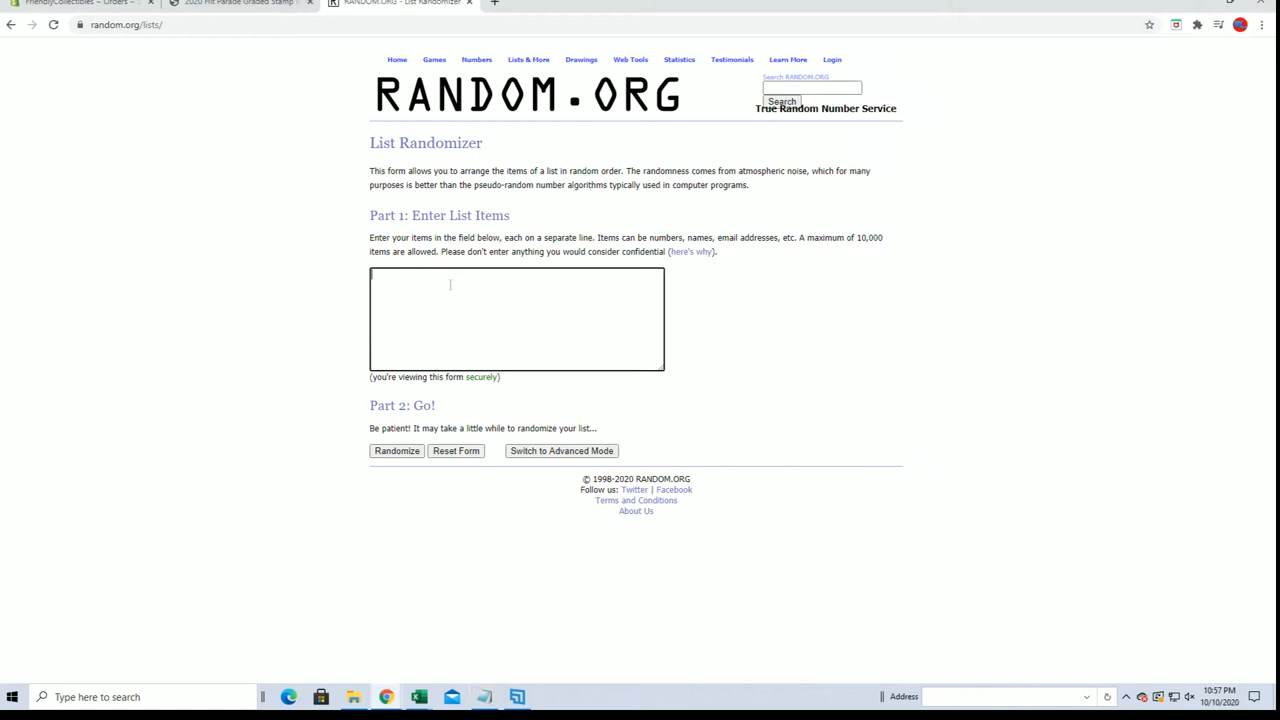 FriendlyCollectibles ~ Orders ~ S
2020 Hit Parade Graded Stamp
RANDOM.ORG - List Randomizer
random.org/lists/
Home Games Numbers Lists & More Drawings Web Tools Statistics Testimonials Learn More Login
RANDOM.ORG
Search RANDOM.ORG
Search
True Random Number Service
List Randomizer
This form allows you to arrange the items of a list in random order. The randomness comes from atmospheric noise, which for many
purposes is better than the pseudo-random number algorithms typically used in computer programs.
Part 1: Enter List Items
Enter your items in the field below, each on a separate line. Items can be numbers, names, email addresses, etc. A maximum of 10,000
items are allowed. Please don't enter anything you would consider confidential (here's why).
(you're viewing this form securely)
Part 2: Go!
Be patient! It may take a little while to randomize your list...
Randomize Reset Form Switch to Advanced Mode
© 1998-2020 RANDOM.ORG
Follow us: Twitter | Facebook
Terms and Conditions
About Us
Type here to search
Address
10:57 PM
10/10/2020